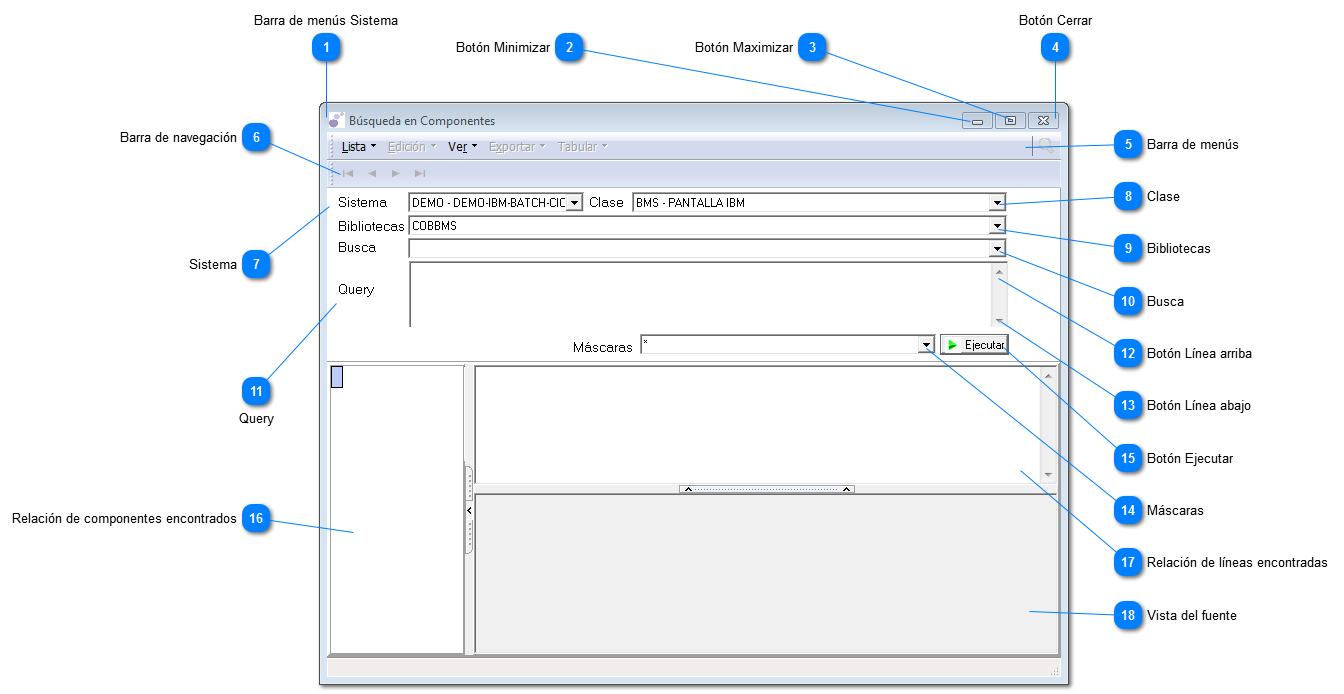 Barra de menús Sistema
Botón Cerrar
1
Botón Minimizar 2
Botón Maximizar 3
4
Búsqueda en Componentes
Barra de navegación 6
Lista Edición Ver Exportar Tabular
5 Barra de menús
Sistema DEMO - DEMO-IBM-BATCH-CIC Clase BMS - PANTALLA IBM
8 Clase
Bibliotecas COBBMS
Busca
9 Bibliotecas
Sistema 7
Query
10 Busca
Máscaras * Ejecutar
12 Botón Línea arriba
11
Query
13 Botón Línea abajo
15 Botón Ejecutar
14 Máscaras
Relación de componentes encontrados 16
17 Relación de líneas encontradas
18 Vista del fuente